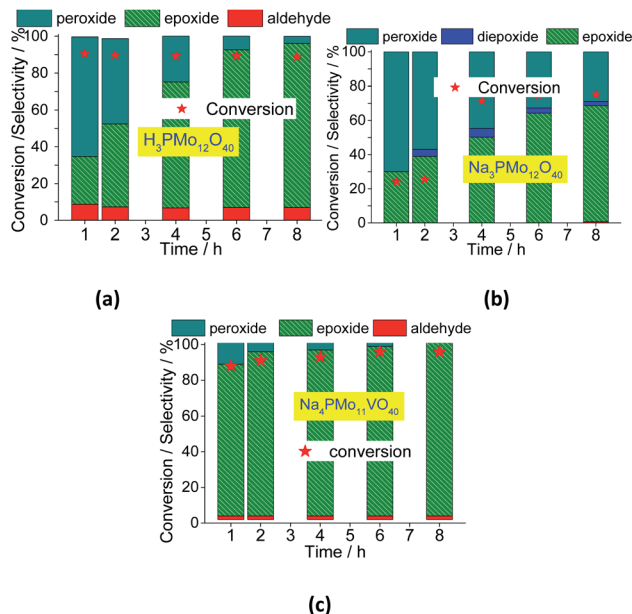 peroxide epoxide aldehyde
Conversion /Selectivity / %
100
80
60
40
20
0
Conversion
H₃PMo₁₂O₄₀
1 2 3 4 5 6 7 8
Time / h
(a)
peroxide diepoxide epoxide
Conversion / Selectivity / %
100
80
60
40
20
0
Conversion
Na₃PMo₁₂O₄₀
1 2 3 4 5 6 7 8
Time / h
(b)
peroxide epoxide aldehyde
Conversion / Selectivity / %
100
80
60
40
20
0
Na₄PMo₁₁VO₄₀
conversion
1 2 3 4 5 6 7 8
Time / h
(c)